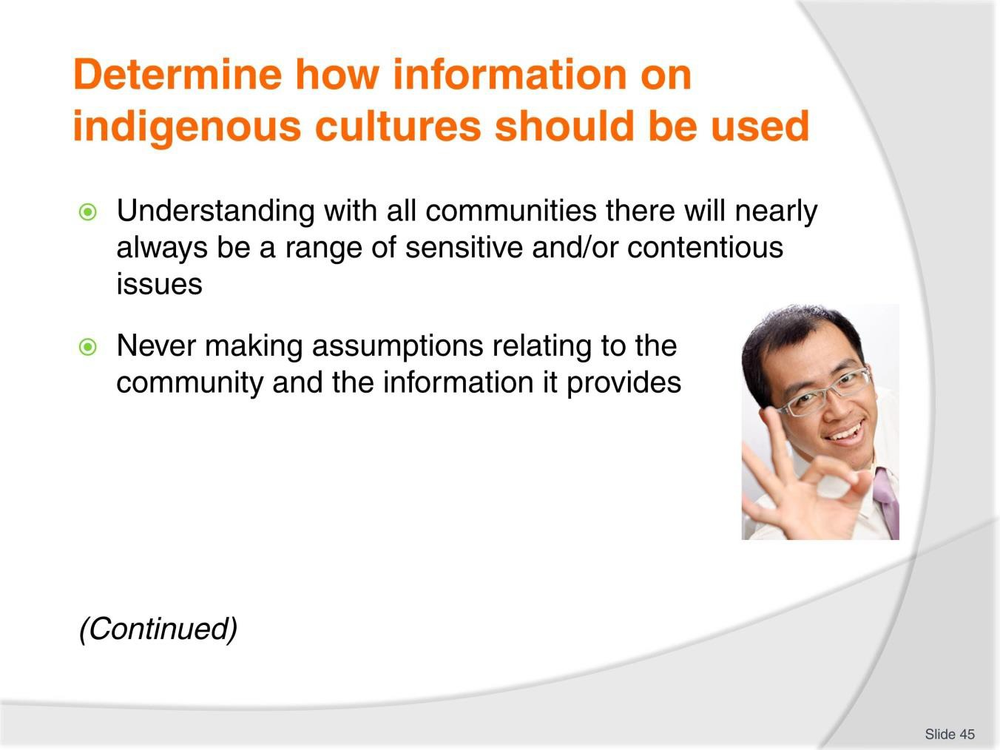 Determine how information on
indigenous cultures should be used
Understanding with all communities there will nearly
always be a range of sensitive and/or contentious
issues
Never making assumptions relating to the
community and the information it provides
(Continued)
Slide 45